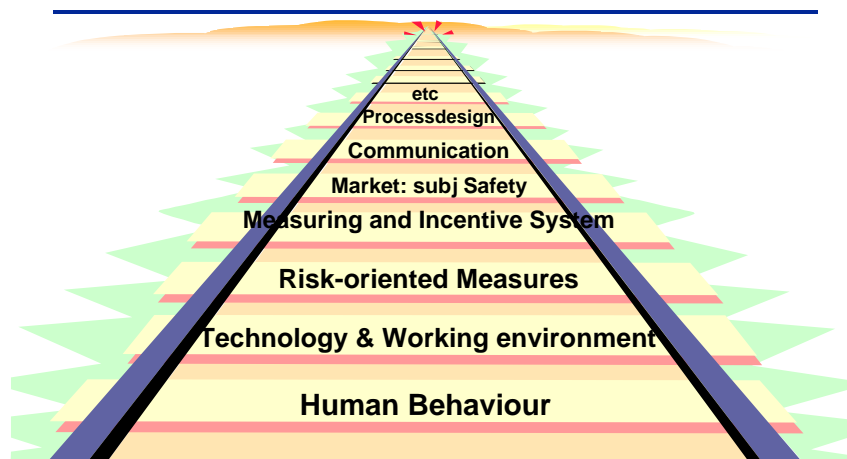 etc
Processdesign
Communication
Market: subj Safety
Measuring and Incentive System
Risk-oriented Measures
Technology & Working environment
Human Behaviour